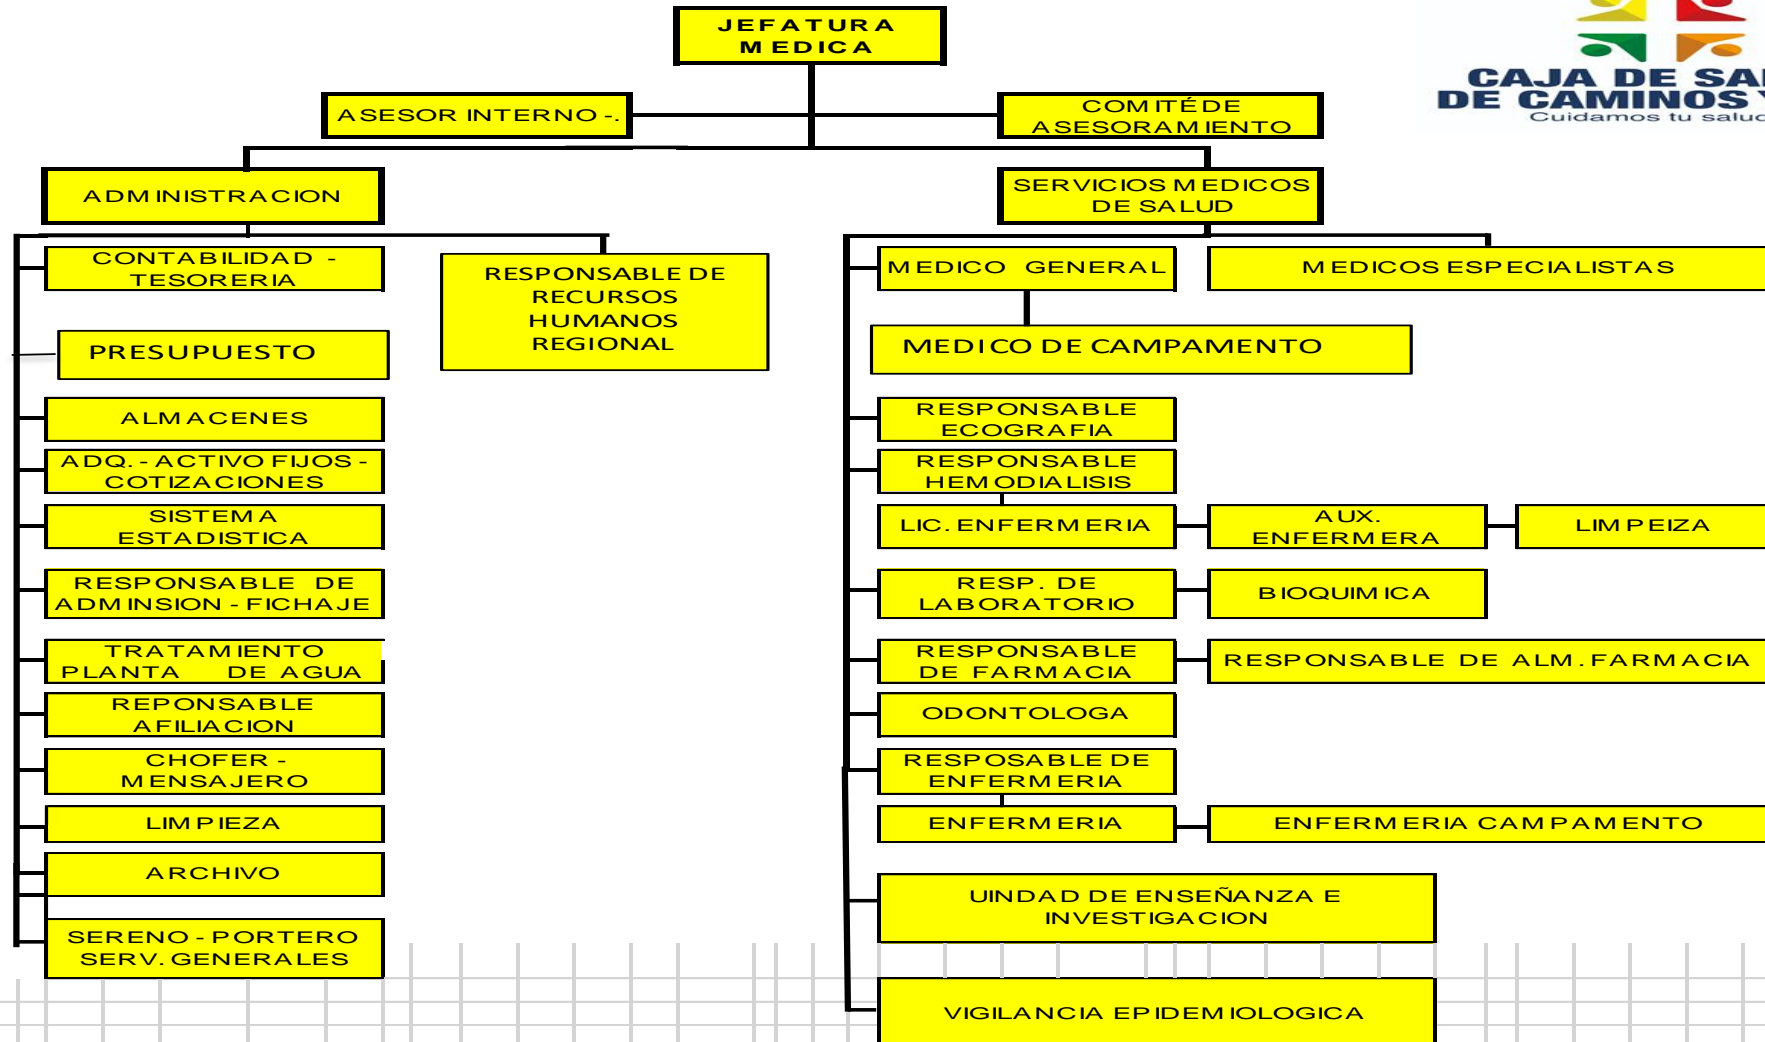 JEFATURA
MEDICA
CAJA DE
DE CAMINOS
Cuidamos tu
ASESOR INTERNO -.
COMITÉ DE
ASESORAMIENTO
ADMINISTRACION
SERVICIOS MEDICOS
DE SALUD
CONTABILIDAD -
TESORERIA
RESPONSABLE DE
RECURSOS
HUMANOS
REGIONAL
MEDICO GENERAL
MEDICOS ESPECIALISTAS
PRESUPUESTO
MEDICO DE CAMPAMENTO
ALMACENES
RESPONSABLE
ECOGRAFIA
ADQ. - ACTIVO FIJOS -
COTIZACIONES
RESPONSABLE
HEMODIALISIS
SISTEMA
ESTADISTICA
LIC. ENFERMERIA
AUX.
ENFERMERA
LIMPEIZA
RESPONSABLE DE
ADMINSION - FICHAJE
RESP. DE
LABORATORIO
BIOQUIMICA
TRATAMIENTO
PLANTA DE AGUA
RESPONSABLE
DE FARMACIA
RESPONSABLE DE ALM. FARMACIA
REPONSABLE
AFILIACION
ODONTOLOGA
CHOFER -
MENSAJERO
RESPOSABLE DE
ENFERMERIA
LIMPIEZA
ENFERMERIA
ENFERMERIA CAMPAMENTO
ARCHIVO
UINDAD DE ENSEÑANZA E
INVESTIGACION
SERENO - PORTERO
SERV. GENERALES
VIGILANCIA EPIDEMIOLOGICA